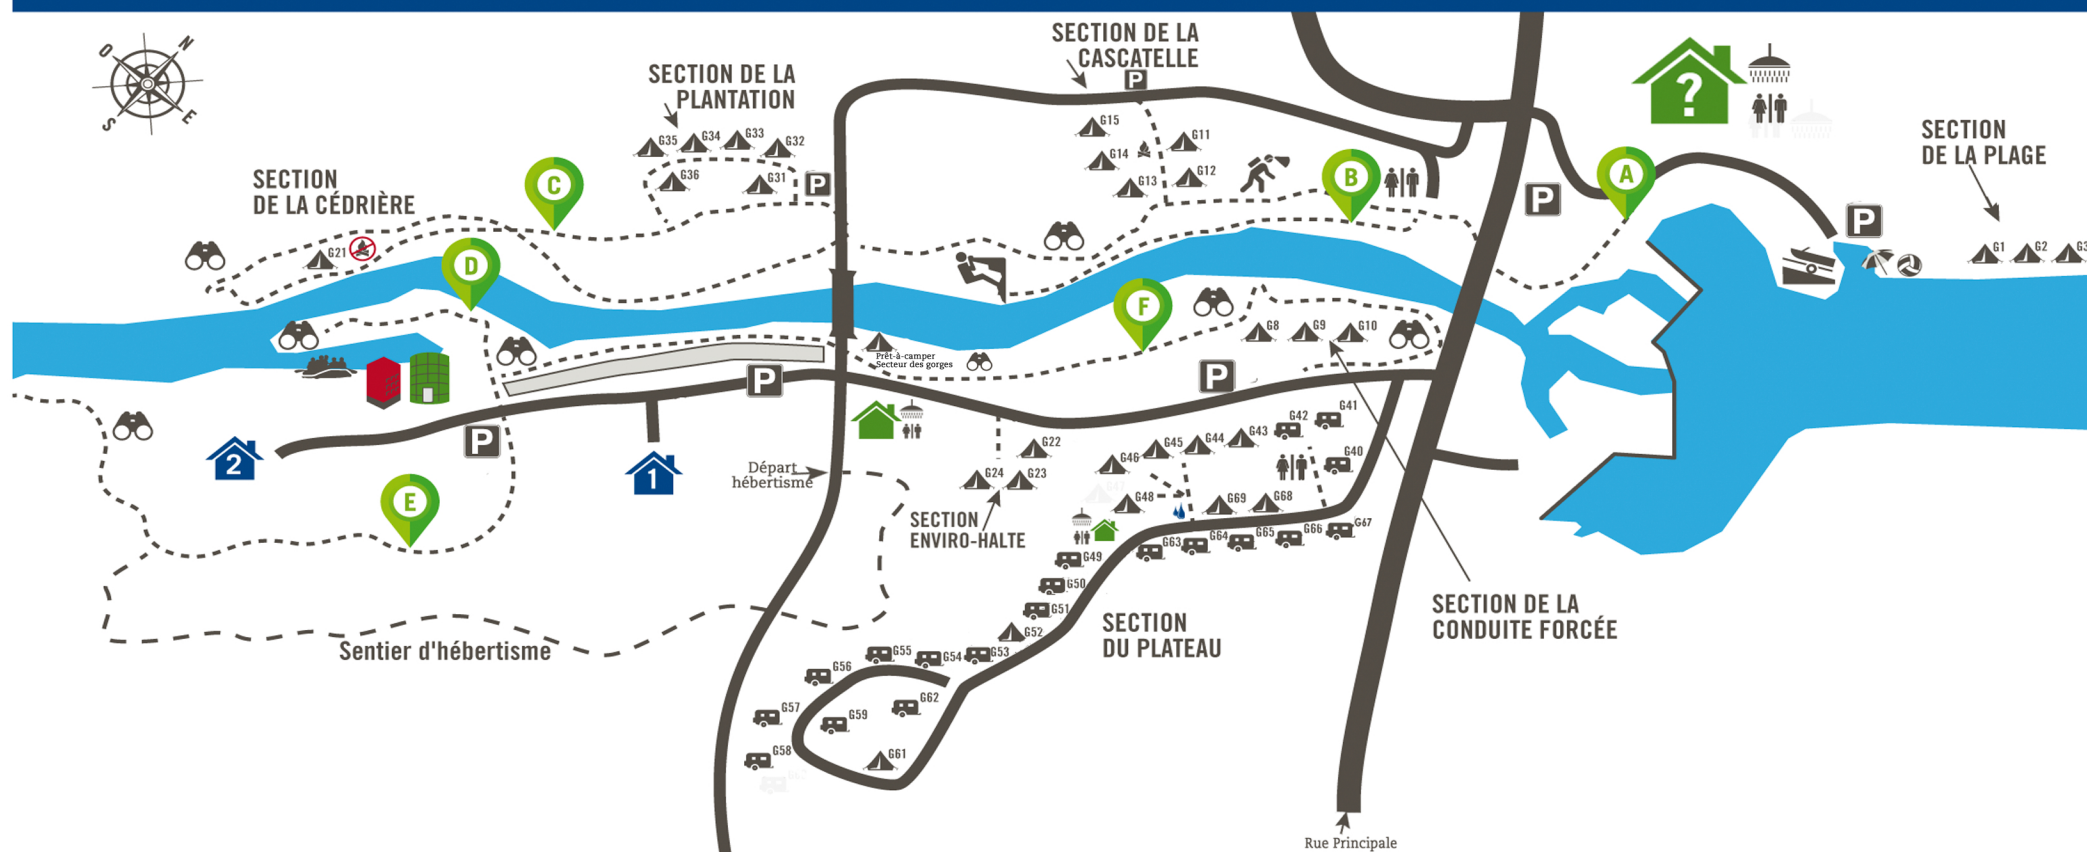 N
O
S
E
SECTION DE LA
PLANTATION
G35
G34
G33
G32
G36
G31
P
SECTION
DE LA CÉDRIÈRE
G21
C
D
SECTION DE LA
CASCATELLE
P
G15
G14
G13
G11
G12
B
P
A
?
P
SECTION
DE LA PLAGE
G1
G2
G3
F
G8
G9
G10
Prêt-à-camper
Secteur des gorges
P
P
P
2
1
E
Départ
hébertisme
Sentier d'hébertisme
G22
G24
G23
SECTION
ENVIRO-HALTE
G46
G45
G44
G43
G42
G41
G40
G47
G48
G69
G68
G67
G66
G65
G64
G63
G49
G50
G51
G52
G53
G54
G55
G56
G57
G58
G59
G62
G61
SECTION
DU PLATEAU
SECTION DE LA
CONDUITE FORCÉE
Rue Principale